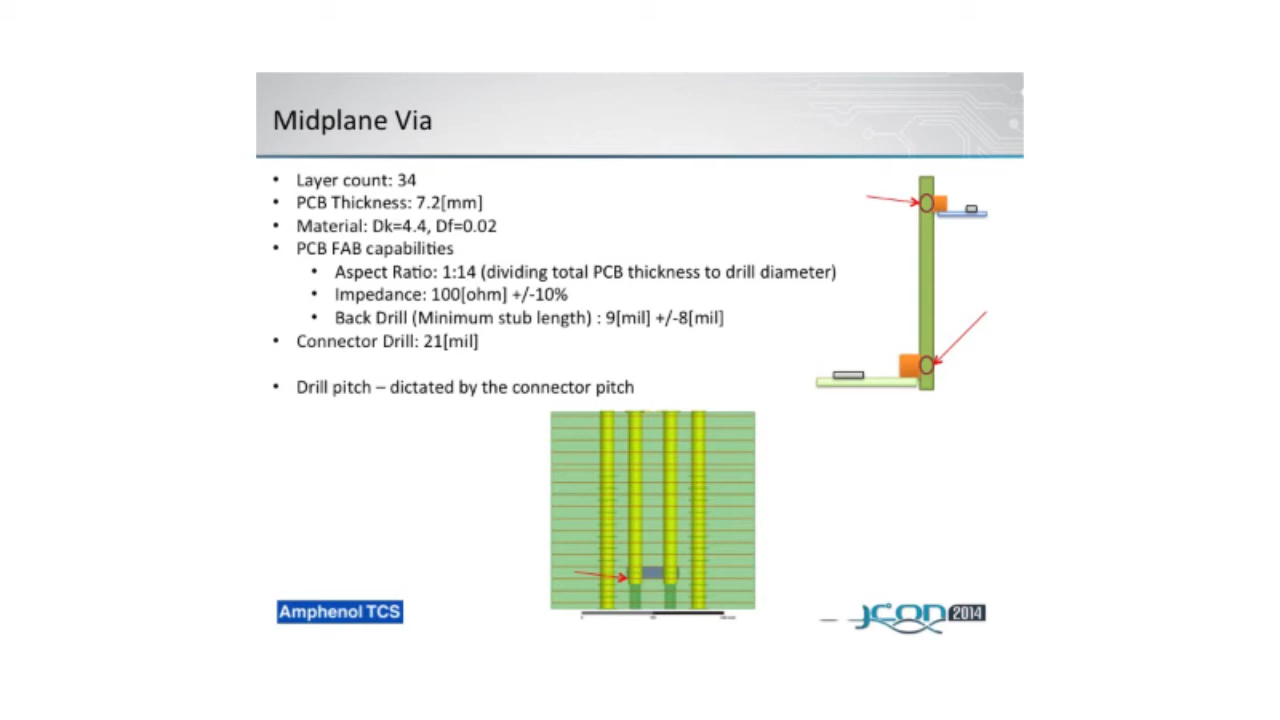 Midplane Via
• Layer count: 34
• PCB Thickness: 7.2[mm]
• Material: Dk=4.4, Df=0.02
• PCB FAB capabilities
• Aspect Ratio: 1:14 (dividing total PCB thickness to drill diameter)
• Impedance: 100[ohm] +/-10%
• Back Drill (Minimum stub length) : 9[mil] +/-8[mil]
• Connector Drill: 21[mil]
• Drill pitch – dictated by the connector pitch
Amphenol TCS
jcon 2014